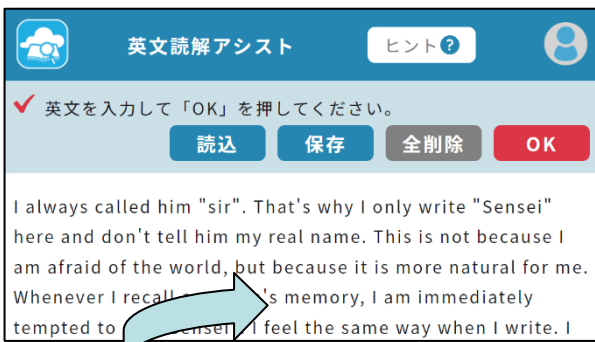 英文読解アシスト
ヒント?
英文を入力して「OK」を押してください。
読込 保存 全削除 OK
I always called him "sir". That's why I only write "Sensei"
here and don't tell him my real name. This is not because I
am afraid of the world, but because it is more natural for me.
Whenever I recall 's memory, I am immediately
tempted to I feel the same way when I write. I